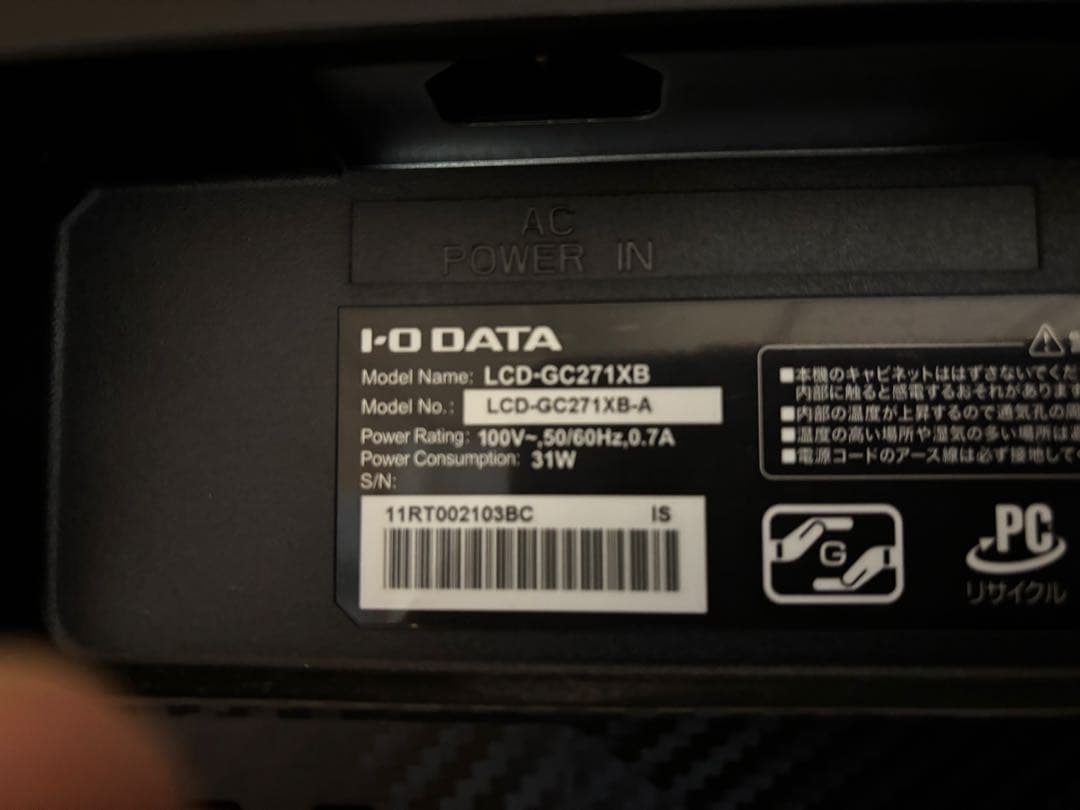 AC
POWER IN
I-O DATA
Model Name: LCD-GC271XB
Model No.: LCD-GC271XB-A
Power Rating: 100V~,50/60Hz,0.7A
Power Consumption: 31W
S/N:
11RT002103BC IS
■本機のキャビネットははずさないでくだ
内部に触ると感電するおそれがあります
■内部の温度が上昇するので通気孔の
■温度の高い場所や湿気の多い場所は
■電源コードのアース線は必ず接地して
G
PC
リサイクル